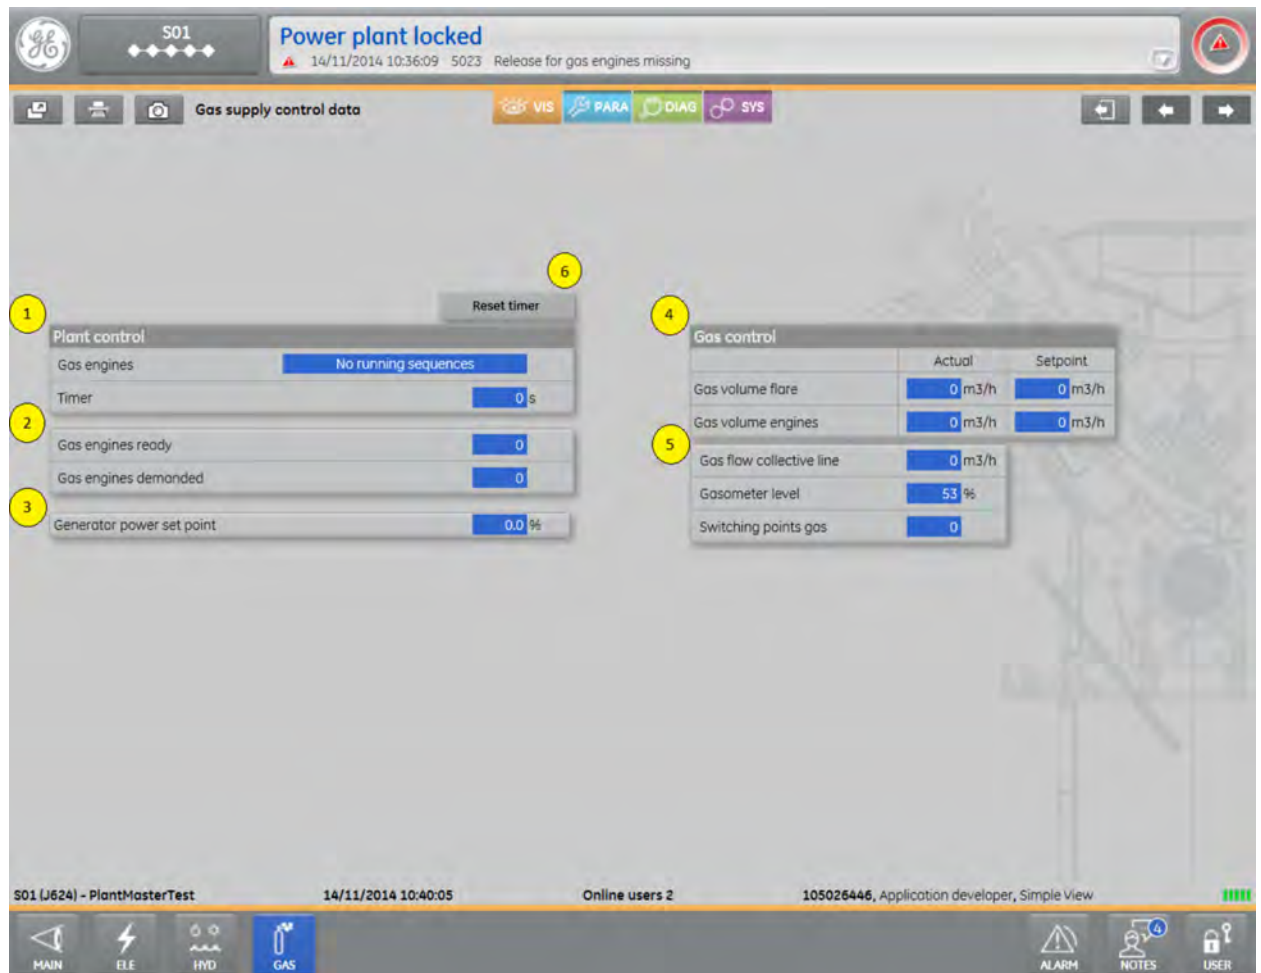 S01
Power plant locked
14/11/2014 10:36:09 5023 Release for gas engines missing
Gas supply control data
VIS PARA DIAG SYS
6
Reset timer
1
Plant control
Gas engines No running sequences
Timer 0 s
2
Gas engines ready 0
Gas engines demanded 0
3
Generator power set point 0.0 %
4
Gas control
Actual Setpoint
Gas volume flare 0 m3/h 0 m3/h
Gas volume engines 0 m3/h 0 m3/h
5
Gas flow collective line 0 m3/h
Gasometer level 53 %
Switching points gas 0
S01 (J624) - PlantMasterTest 14/11/2014 10:40:05 Online users 2 105026446, Application developer, Simple View
4
MAIN ELE HYD GAS ALARM NOTES USER